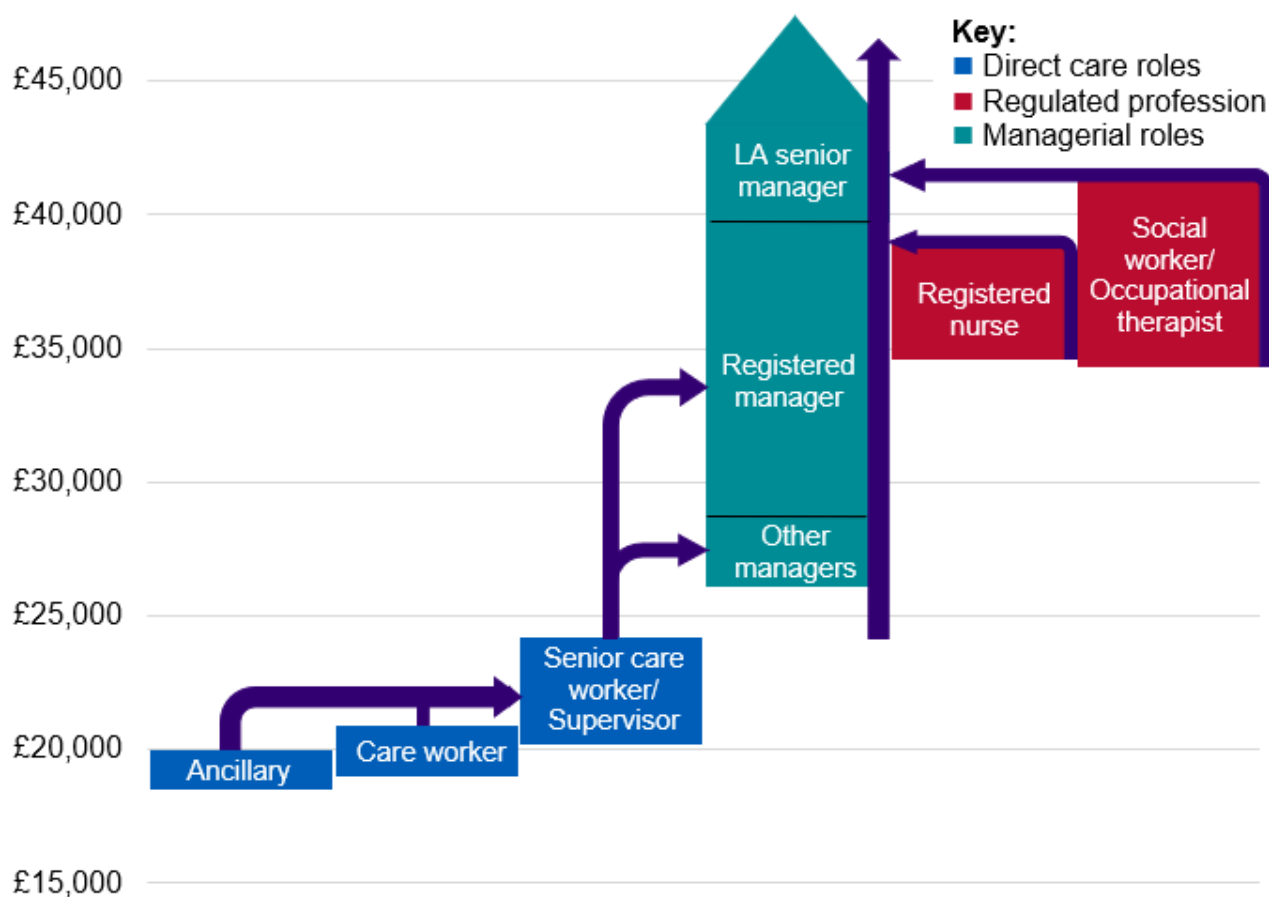 Key:
Direct care roles
Regulated profession
Managerial roles
£45,000
£40,000
£35,000
£30,000
£25,000
£20,000
£15,000
LA senior
manager
Registered
manager
Other
managers
Social
worker/
Occupational
therapist
Registered
nurse
Senior care
worker/
Supervisor
Care worker
Ancillary